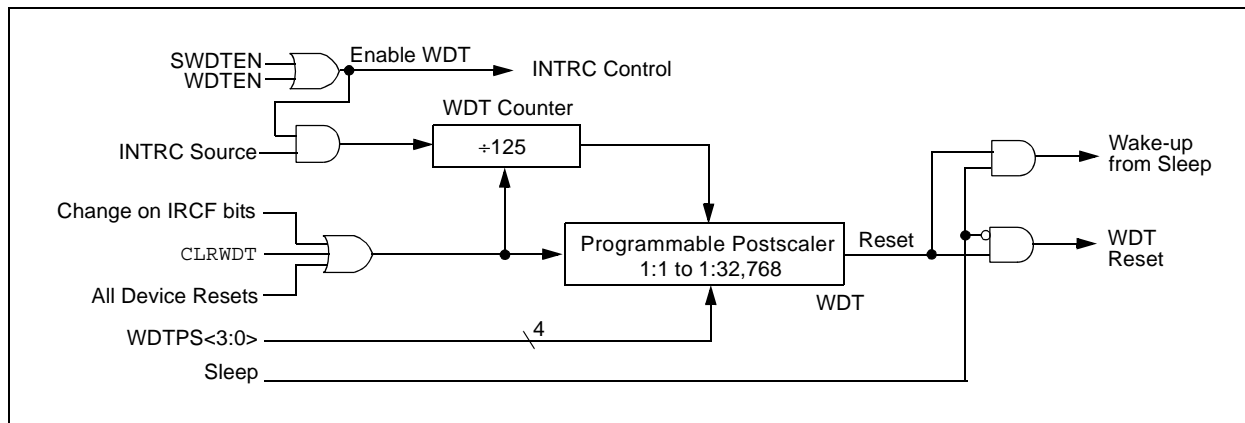 SWDTEN
WDTEN
Enable WDT
INTRC Control
WDT Counter
÷125
INTRC Source
Wake-up
from Sleep
Change on IRCF bits
CLRWDT
All Device Resets
Programmable Postscaler
1:1 to 1:32,768
Reset
WDT
WDT
Reset
WDTPS<3:0>
4
Sleep